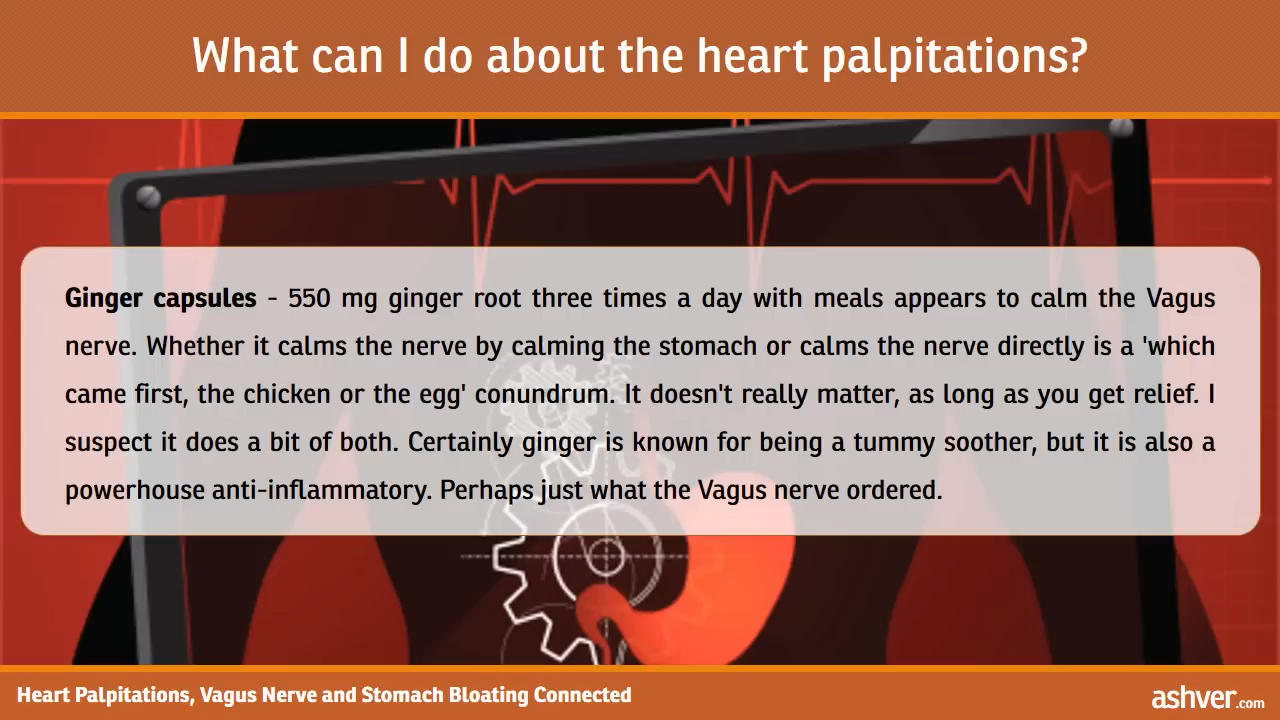 What can I do about the heart palpitations?
Ginger capsules - 550 mg ginger root three times a day with meals appears to calm the Vagus
nerve. Whether it calms the nerve by calming the stomach or calms the nerve directly is a 'which
came first, the chicken or the egg' conundrum. It doesn't really matter, as long as you get relief. I
suspect it does a bit of both. Certainly ginger is known for being a tummy soother, but it is also a
powerhouse anti-inflammatory. Perhaps just what the Vagus nerve ordered.
Heart Palpitations, Vagus Nerve and Stomach Bloating Connected
ashver.com